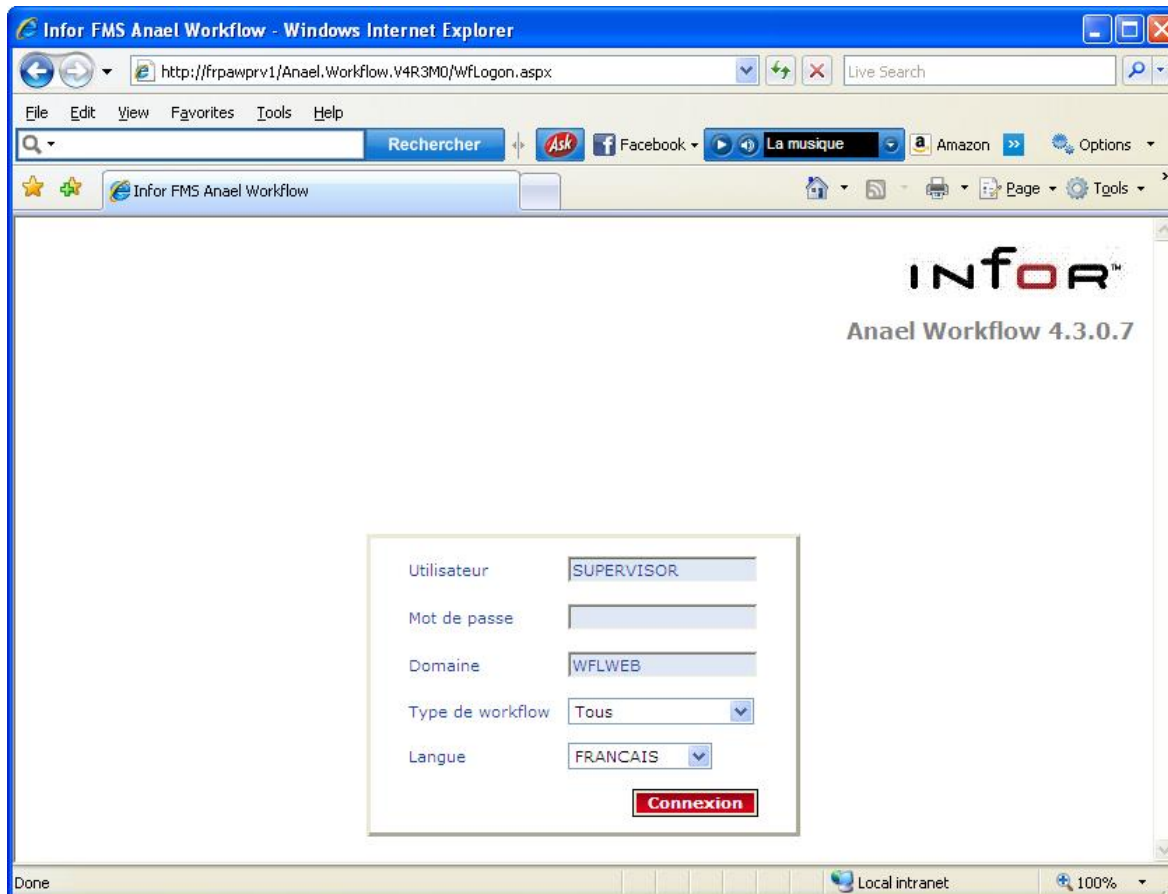 Infor FMS Anael Workflow - Windows Internet Explorer
http://frpawprv1/Anael.Workflow.V4R3M0/WfLogon.aspx
Live Search
File Edit View Favorites Tools Help
Rechercher Ask Facebook La musique a Amazon » Options
Infor FMS Anael Workflow Page Tools »
infor™
Anael Workflow 4.3.0.7
Utilisateur SUPERVISOR
Mot de passe
Domaine WFLWEB
Type de workflow Tous
Langue FRANCAIS
Connexion
Done Local intranet 100%